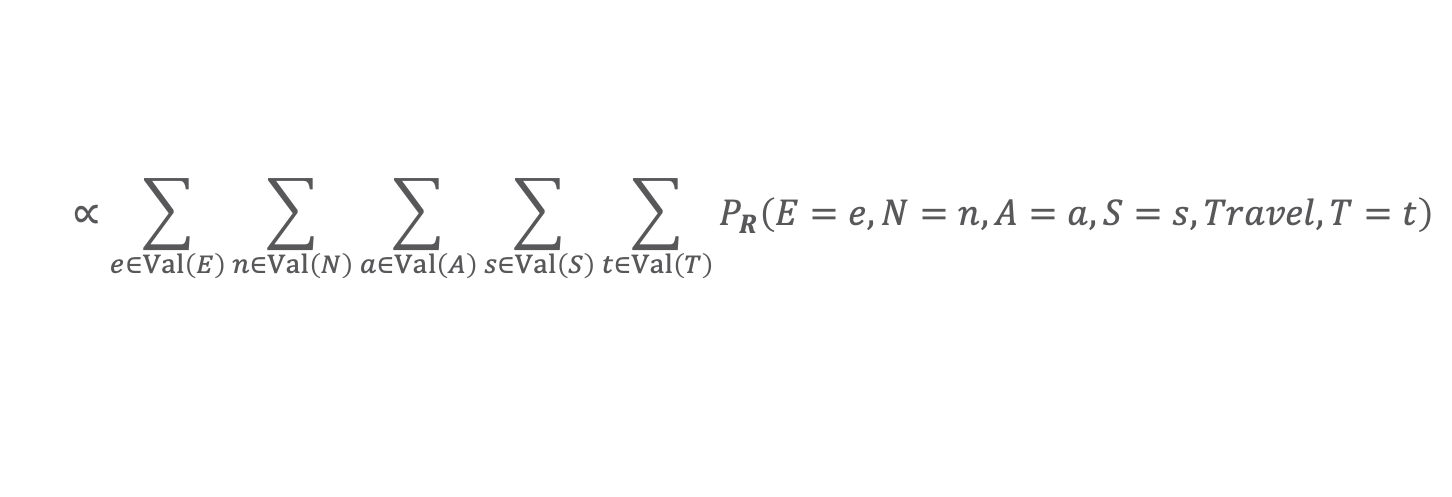 ∝ ∑ ∑ ∑ ∑ ∑ P_R(E = e, N = n, A = a, S = s, Travel, T = t)
e∈Val(E) n∈Val(N) a∈Val(A) s∈Val(S) t∈Val(T)